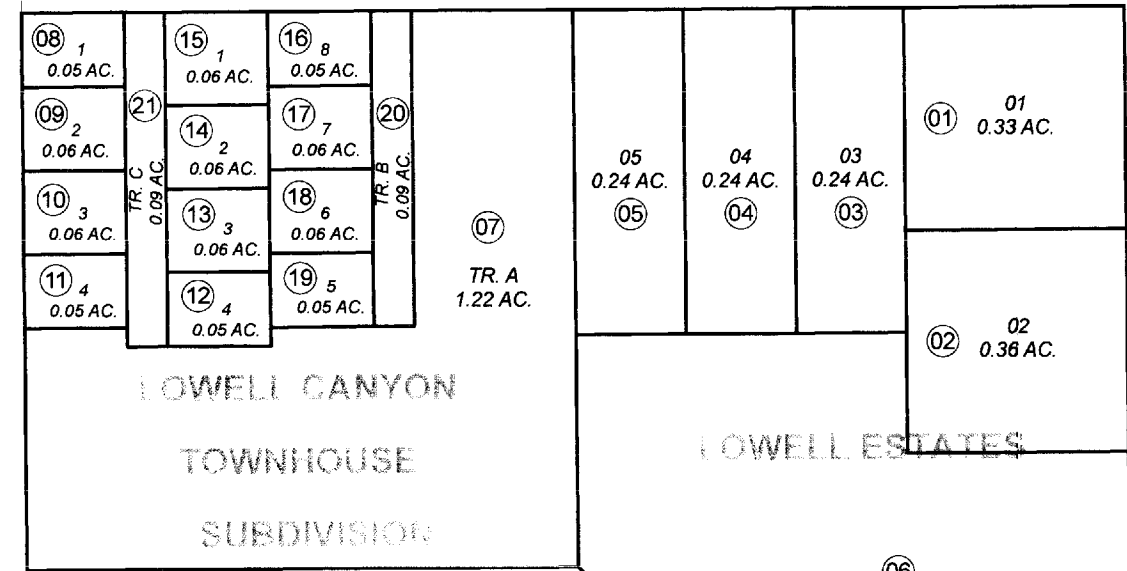 08 1
0.05 AC.
09 2
0.06 AC.
10 3
0.06 AC.
11 4
0.05 AC.
21
TR. C
0.09 AC.
15 1
0.06 AC.
14 2
0.06 AC.
13 3
0.06 AC.
12 4
0.05 AC.
16 8
0.05 AC.
17 7
0.06 AC.
18 6
0.06 AC.
19 5
0.05 AC.
20
TR. B
0.09 AC.
07
TR. A
1.22 AC.
05
0.24 AC.
05
04
0.24 AC.
04
03
0.24 AC.
03
01
01
0.33 AC.
02
02
0.36 AC.
LOWELL CANYON
TOWNHOUSE
SUBDIVISION
LOWELL ESTATES
06